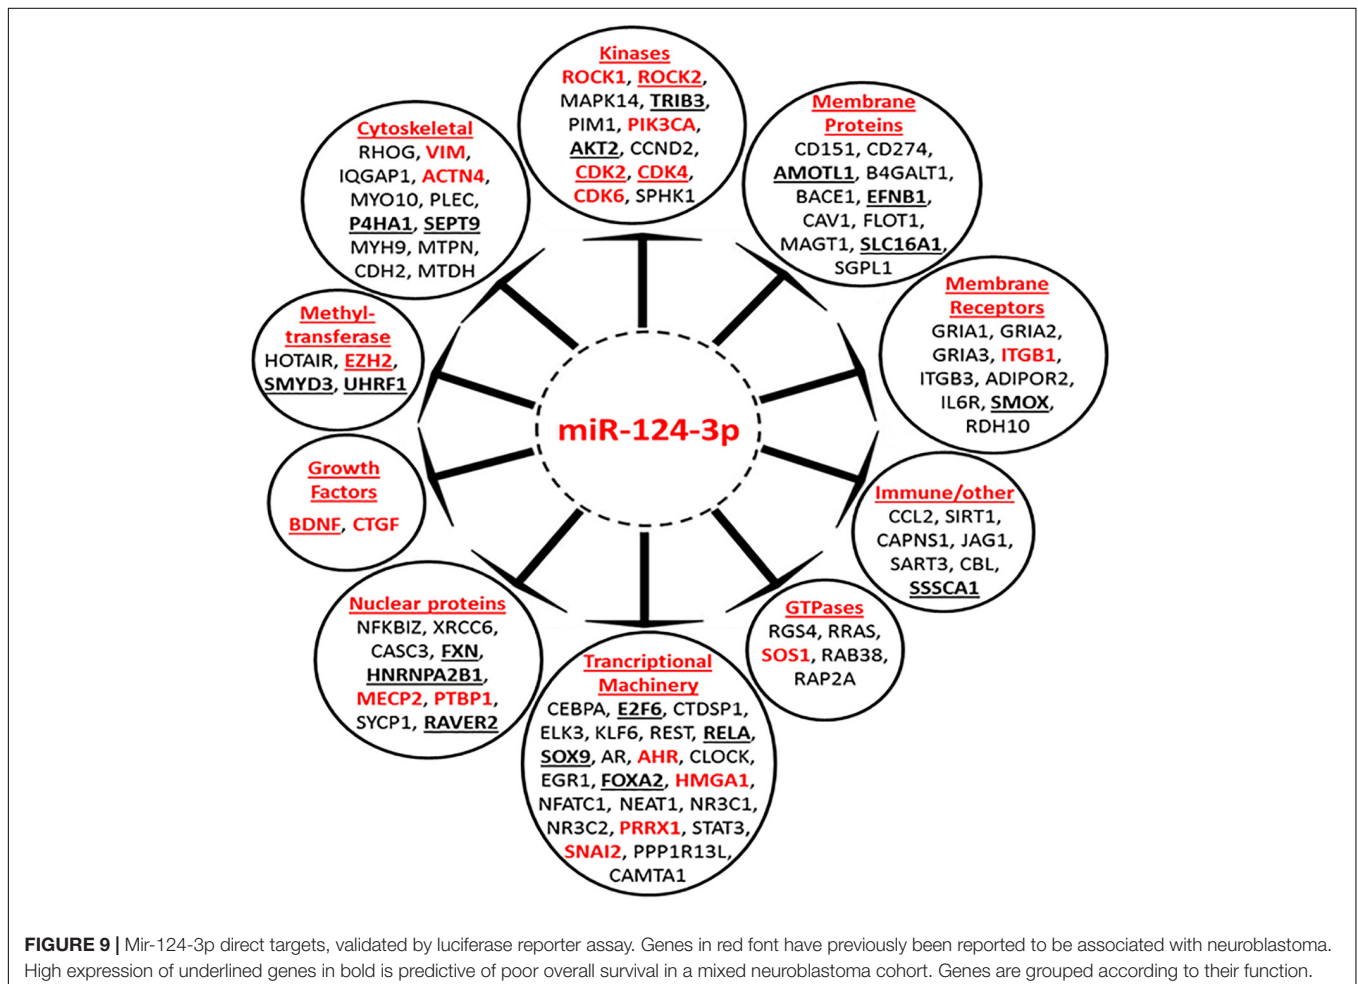 Kinases
ROCK1, ROCK2,
MAPK14, TRIB3,
PIM1, PIK3CA,
AKT2, CCND2,
CDK2, CDK4,
CDK6, SPHK1
Membrane
Proteins
CD151, CD274,
AMOTL1, B4GALT1,
BACE1, EFNB1,
CAV1, FLOT1,
MAGT1, SLC16A1,
SGPL1
Membrane
Receptors
GRIA1, GRIA2,
GRIA3, ITGB1,
ITGB3, ADIPOR2,
IL6R, SMOX,
RDH10
Immune/other
CCL2, SIRT1,
CAPNS1, JAG1,
SART3, CBL,
SSSCA1
GTPases
RGS4, RRAS,
SOS1, RAB38,
RAP2A
Trancriptional
Machinery
CEBPA, E2F6, CTDSP1,
ELK3, KLF6, REST, RELA,
SOX9, AR, AHR, CLOCK,
EGR1, FOXA2, HMGA1,
NFATC1, NEAT1, NR3C1,
NR3C2, PRRX1, STAT3,
SNAI2, PPP1R13L,
CAMTA1
Nuclear proteins
NFKBIZ, XRCC6,
CASC3, FXN,
HNRNPA2B1,
MECP2, PTBP1,
SYCP1, RAVER2
Growth
Factors
BDNF, CTGF
Methyl-
transferase
HOTAIR, EZH2,
SMYD3, UHRF1
Cytoskeletal
RHOG, VIM,
IQGAP1, ACTN4,
MYO10, PLEC,
P4HA1, SEPT9
MYH9, MTPN,
CDH2, MTDH
miR-124-3p
FIGURE 9 | Mir-124-3p direct targets, validated by luciferase reporter assay. Genes in red font have previously been reported to be associated with neuroblastoma.
High expression of underlined genes in bold is predictive of poor overall survival in a mixed neuroblastoma cohort. Genes are grouped according to their function.